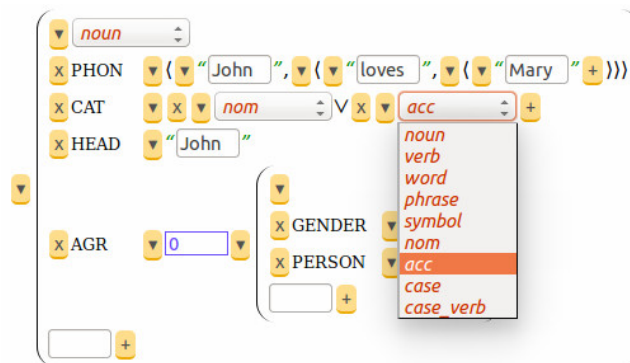 noun
x PHON ⟨ “John”, ⟨ “loves”, ⟨ “Mary” + ⟩⟩⟩
x CAT x nom ∨ x acc +
x HEAD “John”
noun
verb
word
phrase
symbol
nom
acc
case
case_verb
x AGR 0
x GENDER
x PERSON
+
+